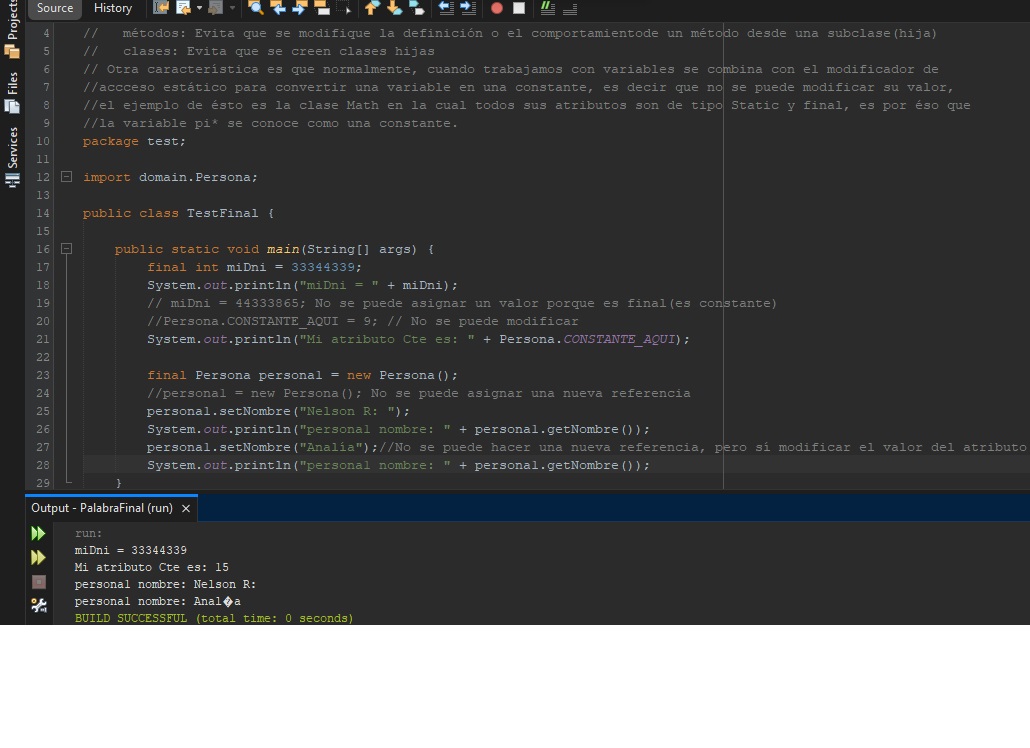 Source History
Projects
Files
Services
4 // métodos: Evita que se modifique la definición o el comportamientode un método desde una subclase(hija)
5 // clases: Evita que se creen clases hijas
6 // Otra característica es que normalmente, cuando trabajamos con variables se combina con el modificador de
7 //accceso estático para convertir una variable en una constante, es decir que no se puede modificar su valor,
8 //el ejemplo de ésto es la clase Math en la cual todos sus atributos son de tipo Static y final, es por éso que
9 //la variable pi* se conoce como una constante.
10 package test;
11
12 import domain.Persona;
13
14 public class TestFinal {
15
16 public static void main(String[] args) {
17 final int miDni = 33344339;
18 System.out.println("miDni = " + miDni);
19 // miDni = 44333865; No se puede asignar un valor porque es final(es constante)
20 //Persona.CONSTANTE_AQUI = 9; // No se puede modificar
21 System.out.println("Mi atributo Cte es: " + Persona.CONSTANTE_AQUI);
22
23 final Persona personal = new Persona();
24 //personal = new Persona(); No se puede asignar una nueva referencia
25 personal.setNombre("Nelson R: ");
26 System.out.println("personal nombre: " + personal.getNombre());
27 personal.setNombre("Analía");//No se puede hacer una nueva referencia, pero sí modificar el valor del atributo
28 System.out.println("personal nombre: " + personal.getNombre());
29 }
Output - PalabraFinal (run) ×
run:
miDni = 33344339
Mi atributo Cte es: 15
personal nombre: Nelson R:
personal nombre: Anal�a
BUILD SUCCESSFUL (total time: 0 seconds)